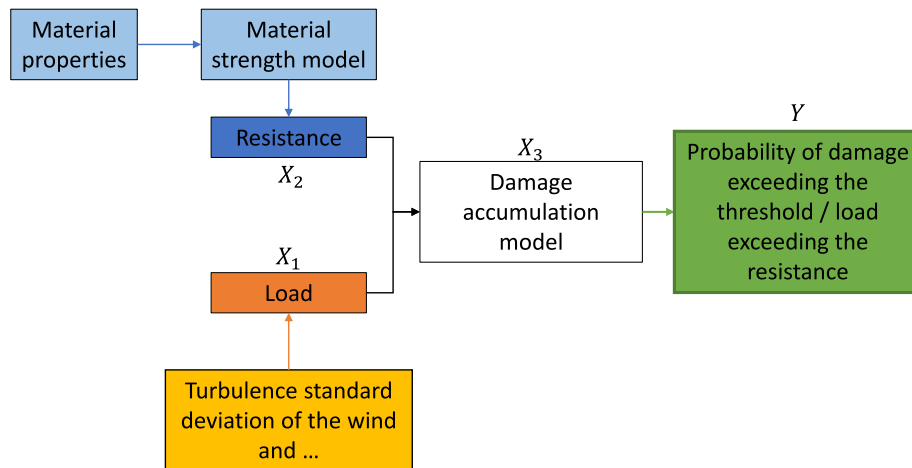 Material
properties
Material
strength model
Resistance
X₂
X₁
Load
Turbulence standard
deviation of the wind
and ...
X₃
Damage
accumulation
model
Y
Probability of damage
exceeding the
threshold / load
exceeding the
resistance